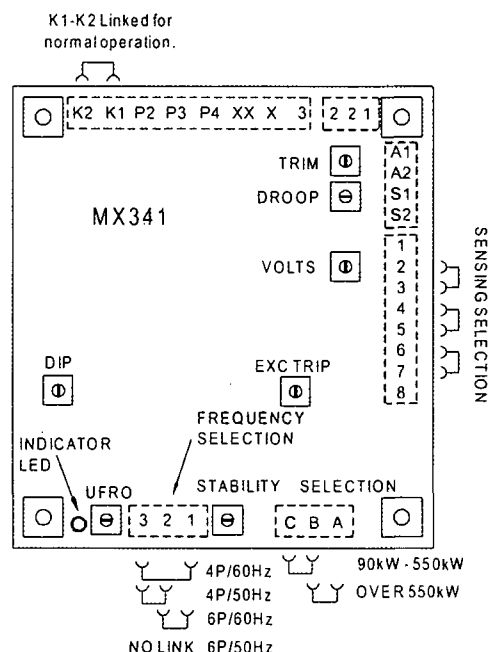 K1-K2 Linked for
normal operation.
K2 K1 P2 P3 P4 XX X 3 2 2 1
A1
A2
S1
S2
TRIM
DROOP
MX341
VOLTS
1
2
3
4
5
6
7
8
SENSING SELECTION
DIP
EXC TRIP
FREQUENCY
SELECTION
INDICATOR
LED
UFRO
STABILITY SELECTION
3 2 1
C B A
4P/60Hz
4P/50Hz
6P/60Hz
NO LINK 6P/50Hz
90kW - 550kW
OVER 550kW